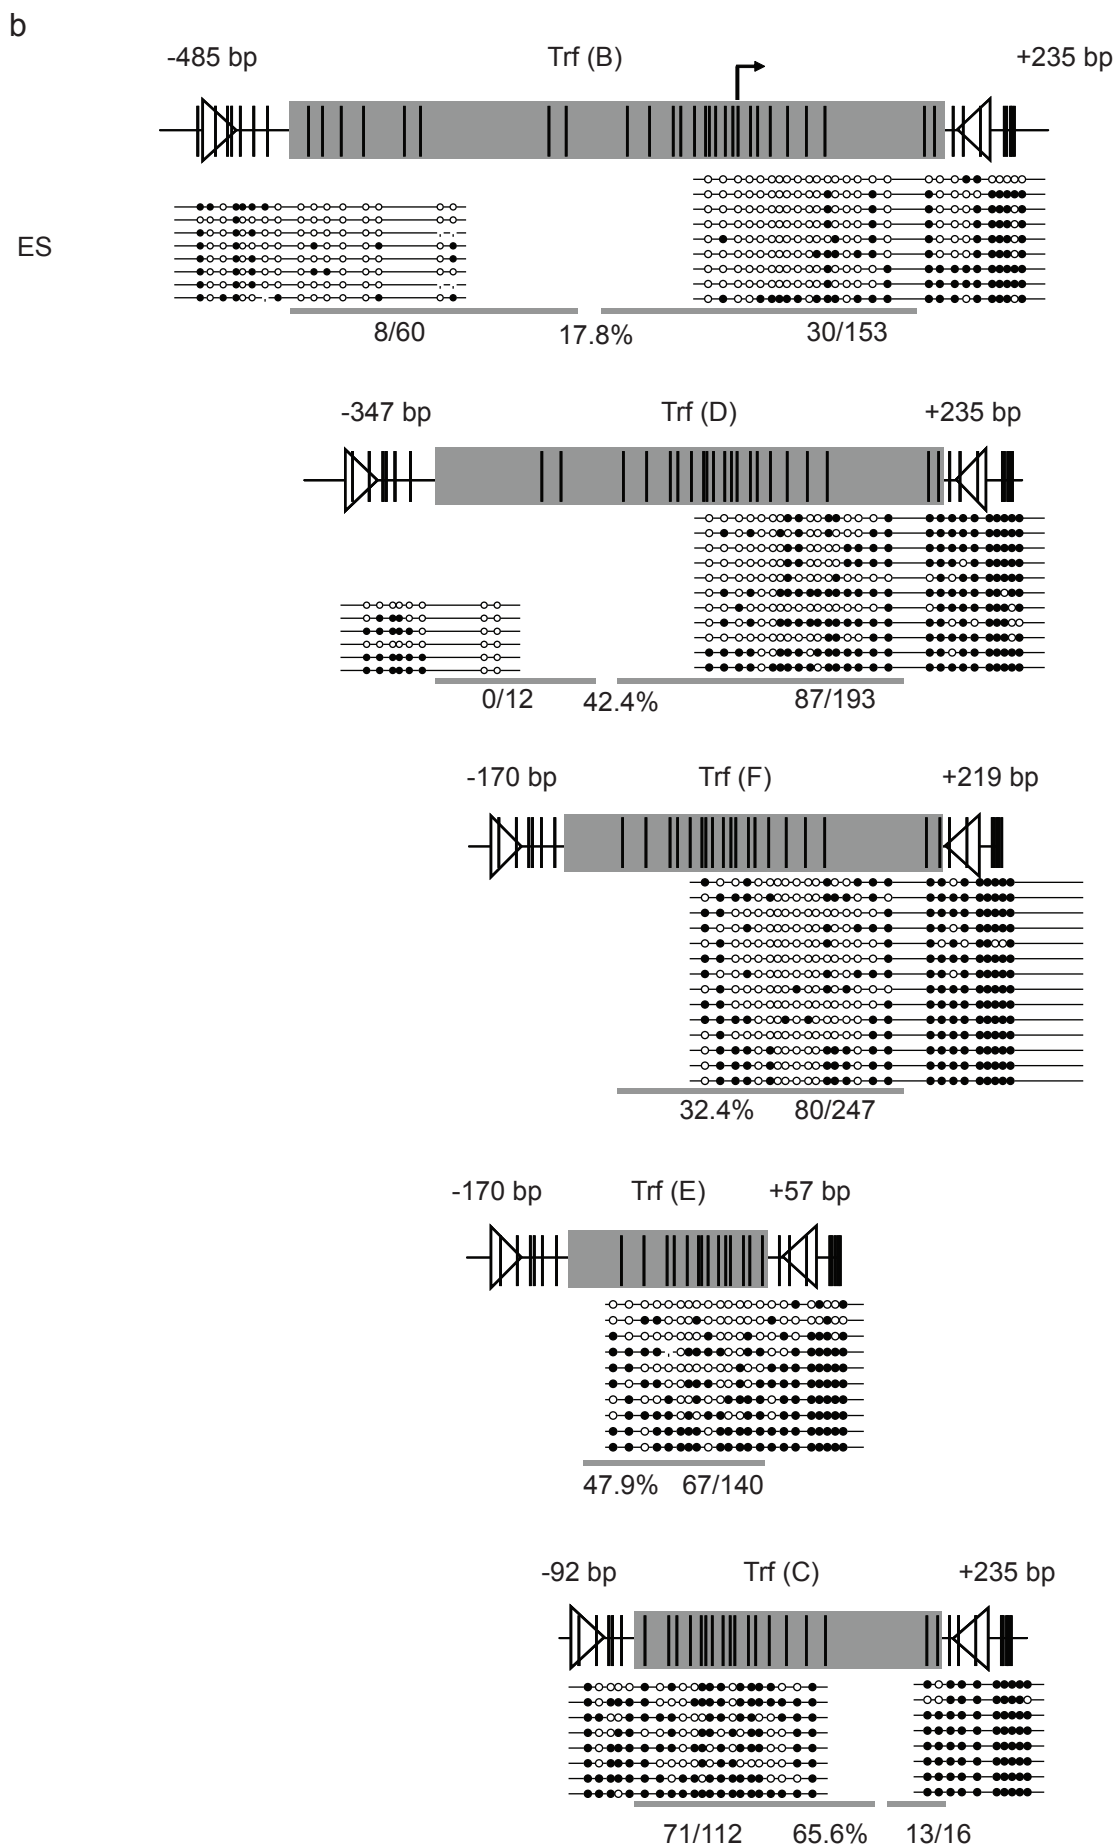 b
-485 bp Trf (B) +235 bp
ES
8/60 17.8% 30/153
-347 bp Trf (D) +235 bp
0/12 42.4% 87/193
-170 bp Trf (F) +219 bp
32.4% 80/247
-170 bp Trf (E) +57 bp
47.9% 67/140
-92 bp Trf (C) +235 bp
71/112 65.6% 13/16